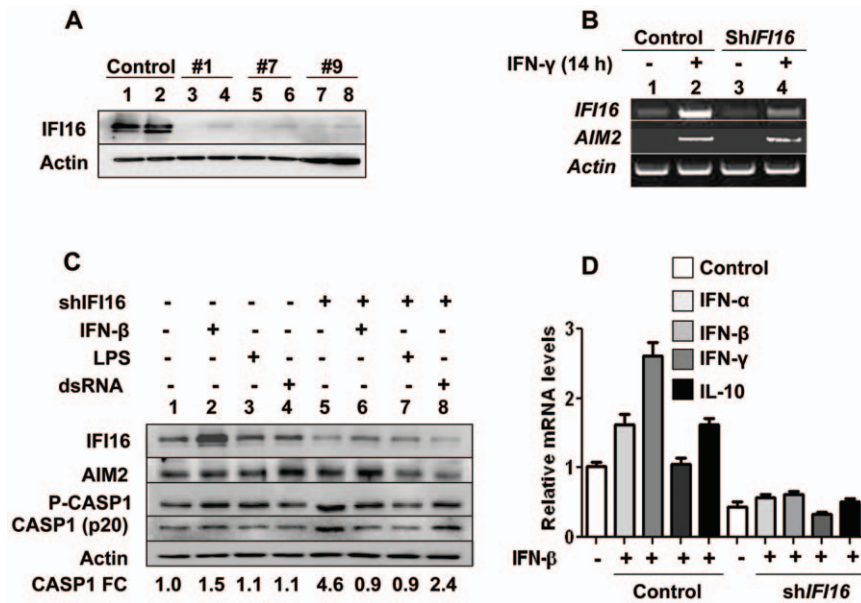 A
Control #1 #7 #9
1 2 3 4 5 6 7 8
IFI16
Actin
B
Control ShIFI16
IFN-γ (14 h) - + - +
1 2 3 4
IFI16
AIM2
Actin
C
shIFI16 - - - - + + + +
IFN-β - + - - - + - -
LPS - - + - - - + -
dsRNA - - - + - - - +
1 2 3 4 5 6 7 8
IFI16
AIM2
P-CASP1
CASP1 (p20)
Actin
CASP1 FC 1.0 1.5 1.1 1.1 4.6 0.9 0.9 2.4
D
Control
IFN-α
IFN-β
IFN-γ
IL-10
Relative mRNA levels
3
2
1
0
IFN-β - + + + + - + + + +
Control shIFI16